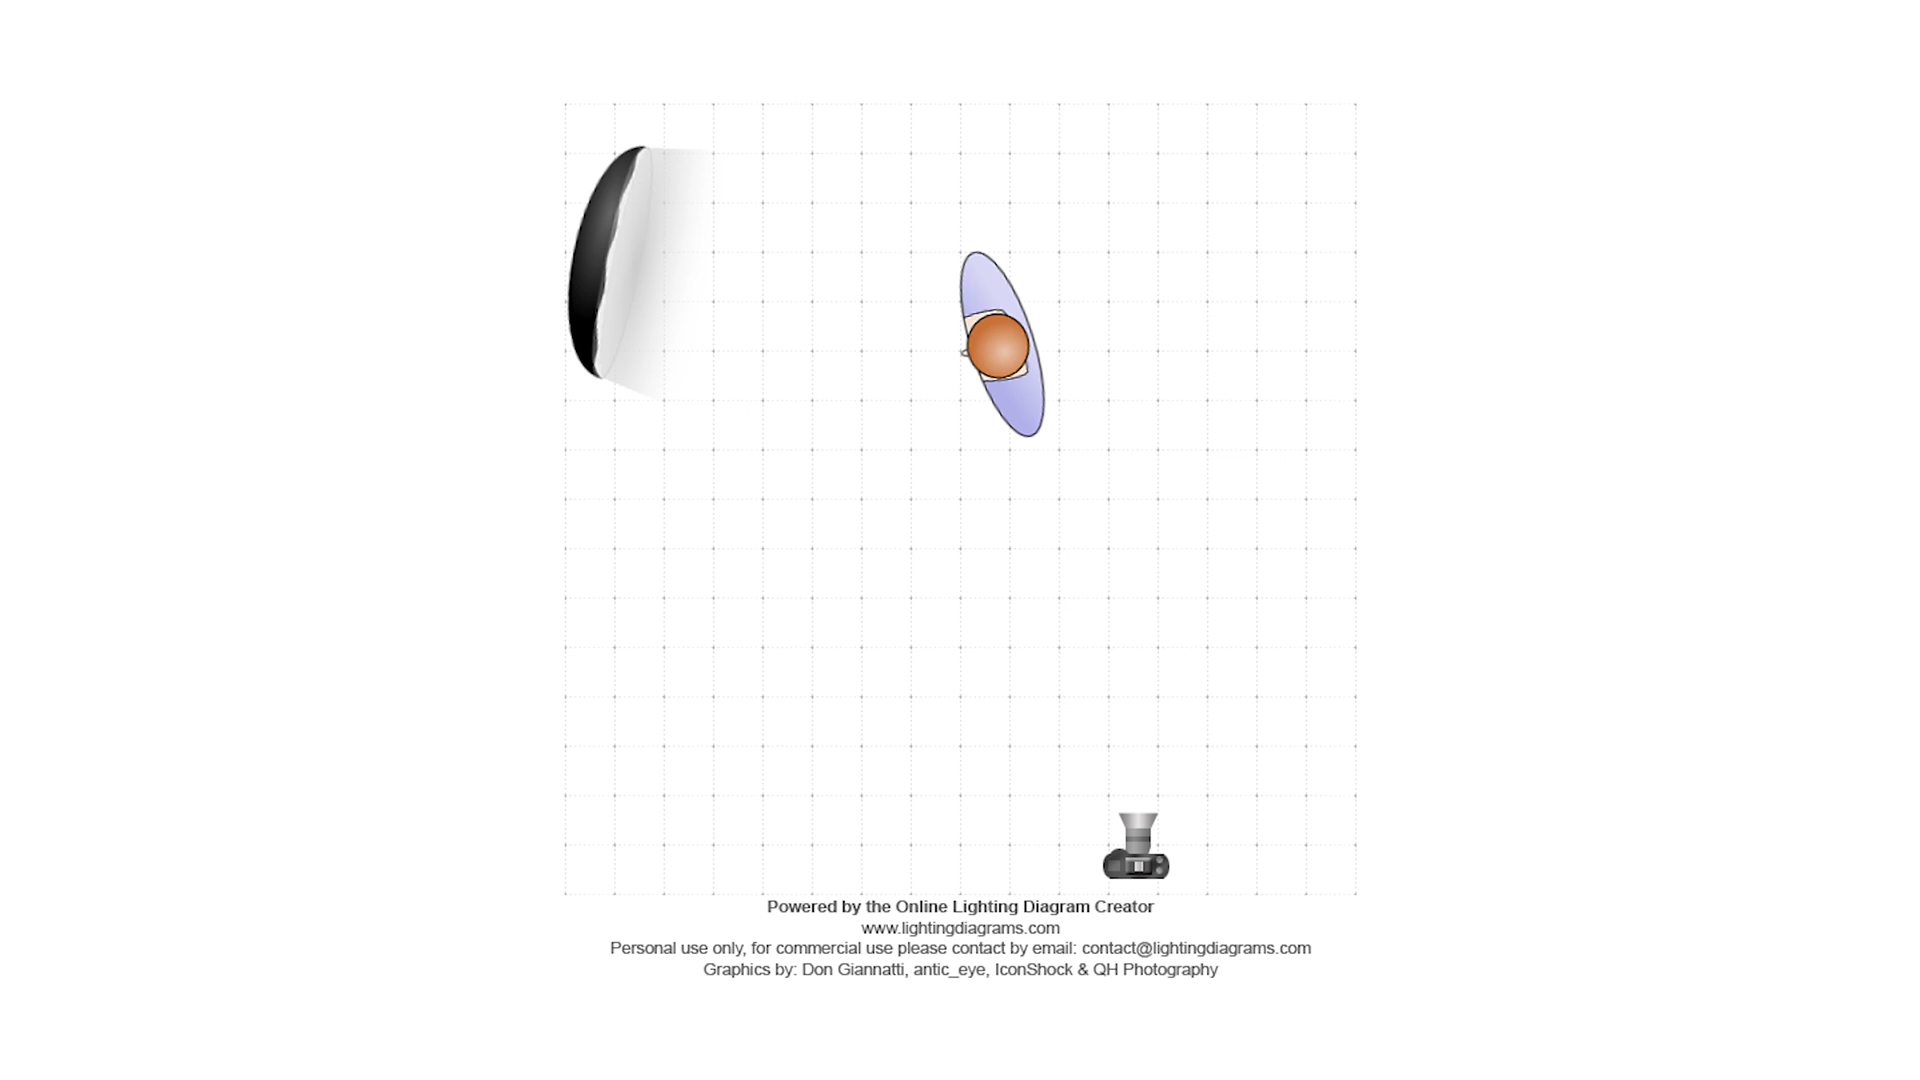 Powered by the Online Lighting Diagram Creator
www.lightingdiagrams.com
Personal use only, for commercial use please contact by email: contact@lightingdiagrams.com
Graphics by: Don Giannatti, antic_eye, IconShock & QH Photography